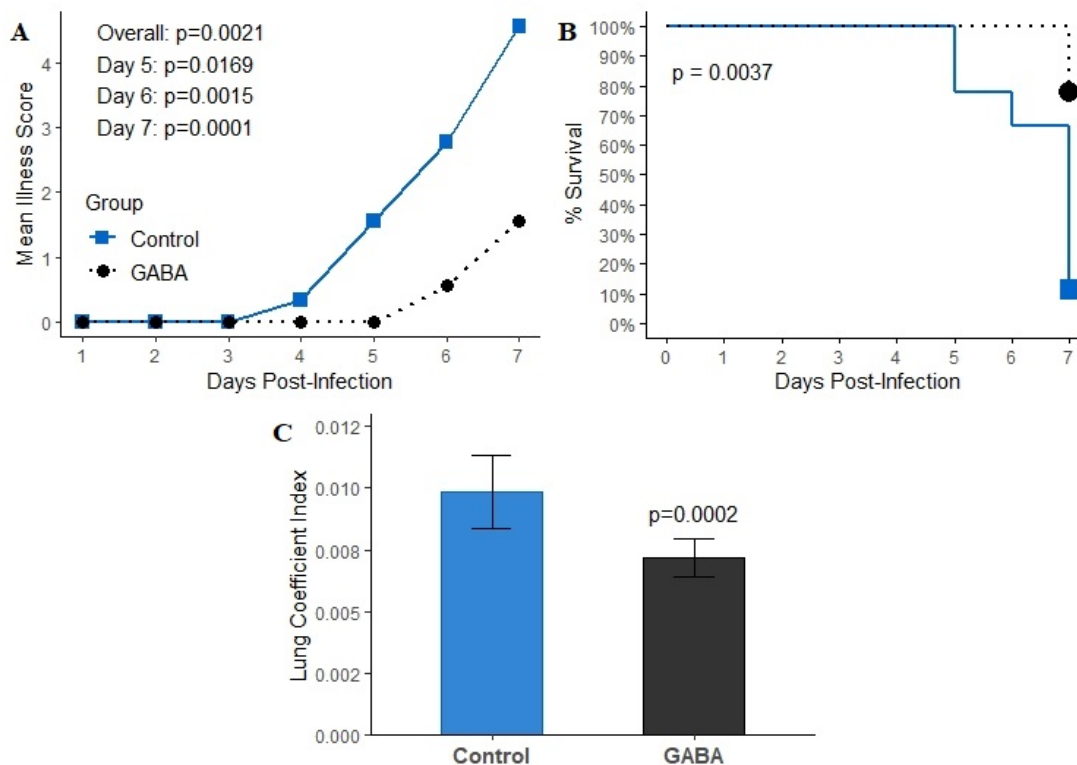 A
Overall: p=0.0021
Day 5: p=0.0169
Day 6: p=0.0015
Day 7: p=0.0001
Group
Control
GABA
Mean Illness Score
4
3
2
1
0
1 2 3 4 5 6 7
Days Post-Infection
B
p = 0.0037
% Survival
100%
90%
80%
70%
60%
50%
40%
30%
20%
10%
0%
0 1 2 3 4 5 6 7
Days Post-Infection
C
p=0.0002
Lung Coefficient Index
0.012
0.010
0.008
0.005
0.002
0.000
Control GABA